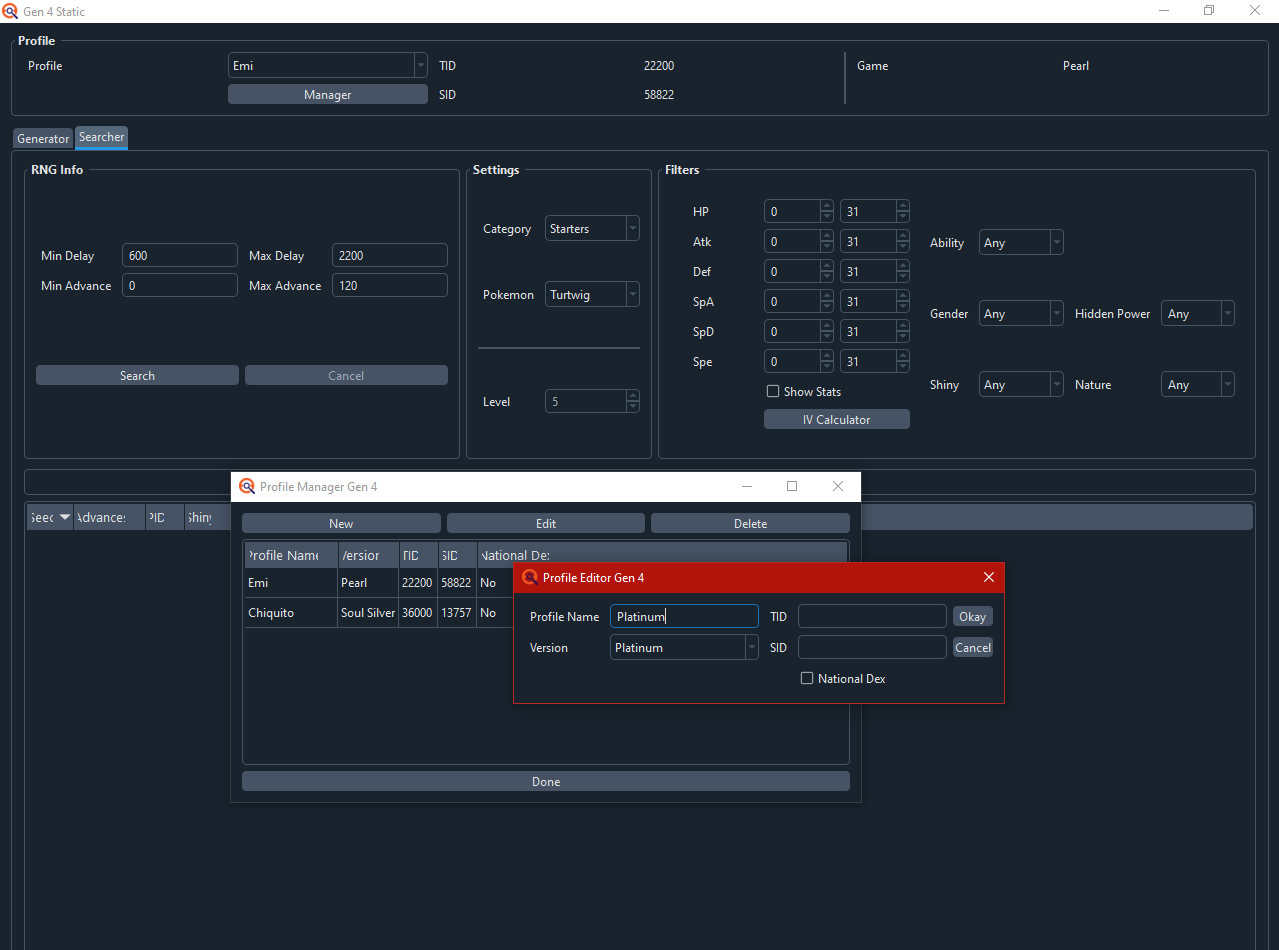 Gen 4 Static
Profile
Profile Emi TID 22200 Game Pearl
Manager SID 58822
Generator Searcher
RNG Info Settings Filters
HP 0 31
Category Starters
Atk 0 31 Ability Any
Min Delay 600 Max Delay 2200
Def 0 31
Min Advance 0 Max Advance 120
Pokemon Turtwig
SpA 0 31
Gender Any Hidden Power Any
SpD 0 31
Spe 0 31
Search Cancel
Shiny Any Nature Any
Show Stats
Level 5
IV Calculator
Profile Manager Gen 4
Seed Advances PID Shiny
New Edit Delete
Profile Name Version TID SID National Dex
Emi Pearl 22200 58822 No
Chiquito Soul Silver 36000 13757 No
Profile Editor Gen 4
Profile Name Platinum TID Okay
Version Platinum SID Cancel
National Dex
Done